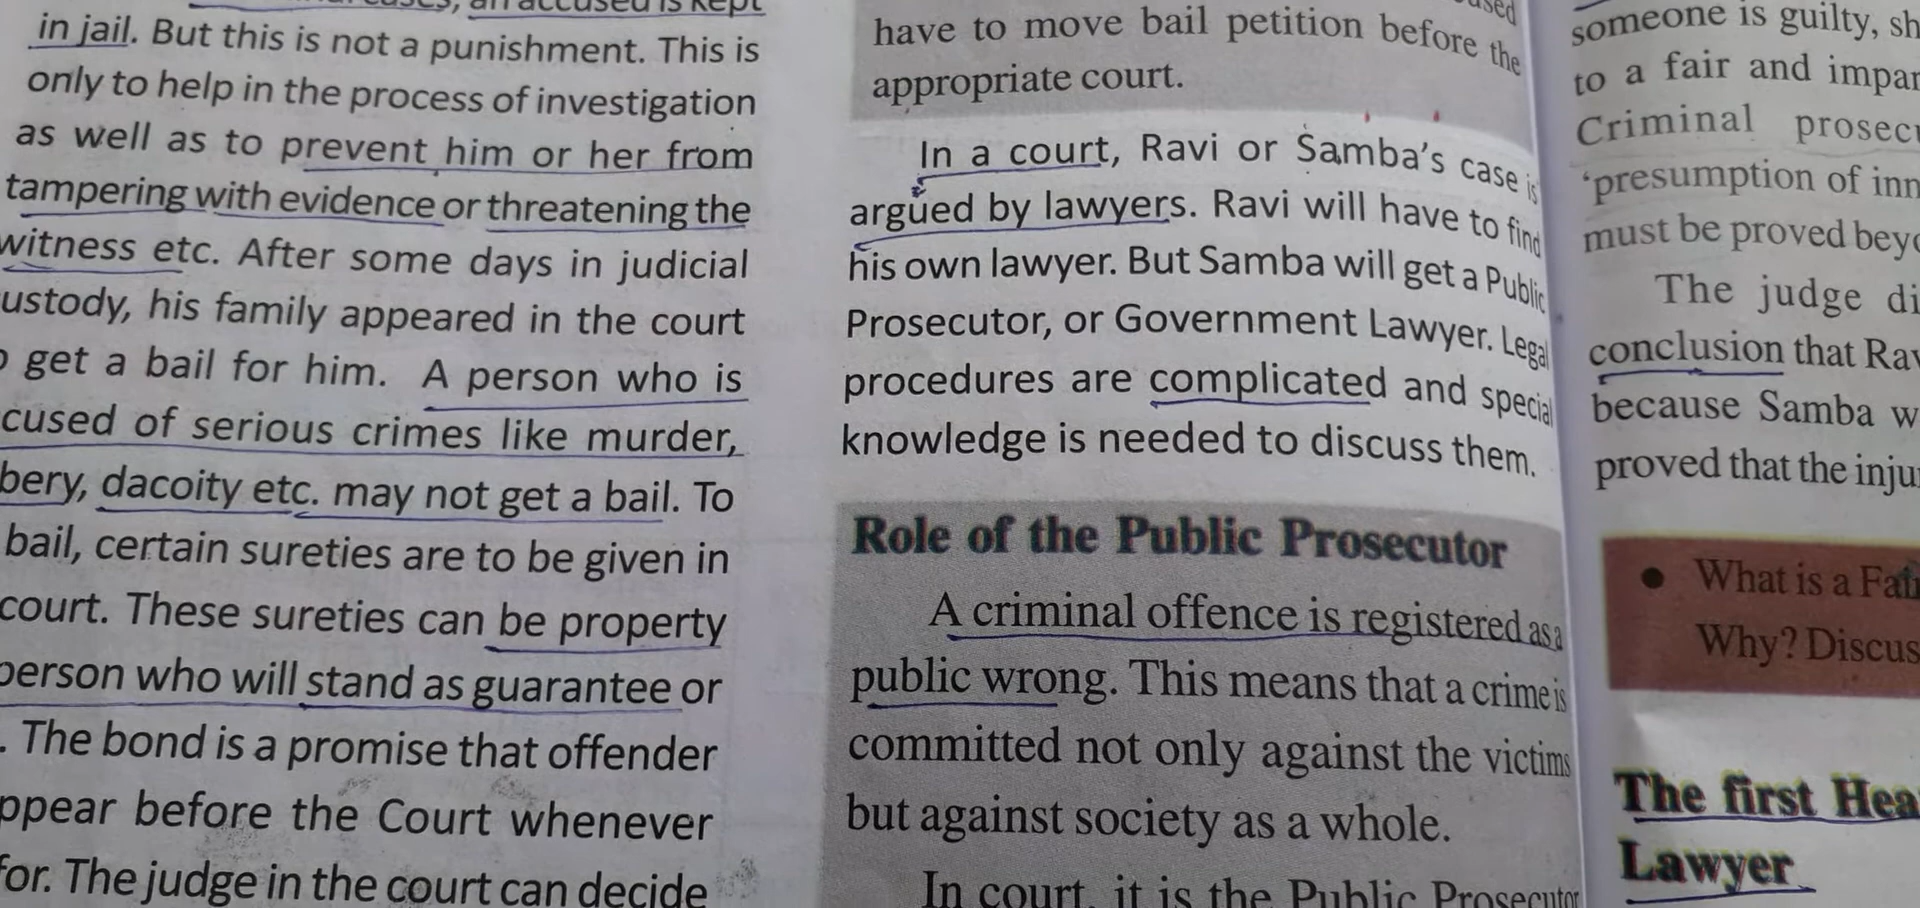 in jail. But this is not a punishment. This is
only to help in the process of investigation
as well as to prevent him or her from
tampering with evidence or threatening the
witness etc. After some days in judicial
ustody, his family appeared in the court
get a bail for him. A person who is
cused of serious crimes like murder,
bery, dacoity etc. may not get a bail. To
bail, certain sureties are to be given in
court. These sureties can be property
person who will stand as guarantee or
. The bond is a promise that offender
ppear before the Court whenever
for. The judge in the court can decide
have to move bail petition before the
appropriate court.
In a court, Ravi or Samba's case is
argued by lawyers. Ravi will have to find
his own lawyer. But Samba will get a Public
Prosecutor, or Government Lawyer. Legal
procedures are complicated and special
knowledge is needed to discuss them.
Role of the Public Prosecutor
A criminal offence is registered as a
public wrong. This means that a crime is
committed not only against the victims
but against society as a whole.
In court, it is the Public Prosecutor
someone is guilty, sh
to a fair and impar
Criminal prosecu
'presumption of inn
must be proved beyo
The judge di
conclusion that Rav
because Samba w
proved that the inju
• What is a Fair
Why? Discus
The first Hea
Lawyer